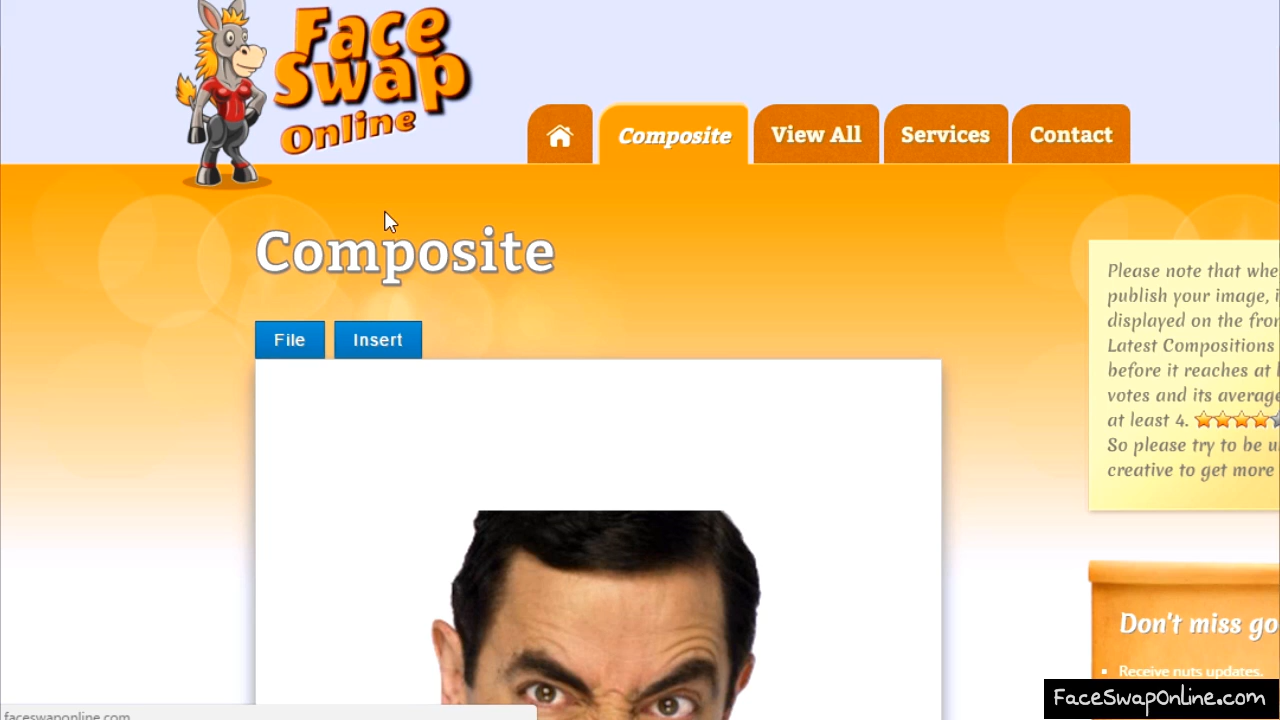 Face
Swap
Online
Composite
View All
Services
Contact
Composite
File
Insert
Please note that whe
publish your image, i
displayed on the fron
Latest Compositions
before it reaches at l
votes and its average
at least 4.
So please try to be u
creative to get more
Don't miss go
Receive nuts updates.
FaceSwapOnline.com
faceswaponline.com